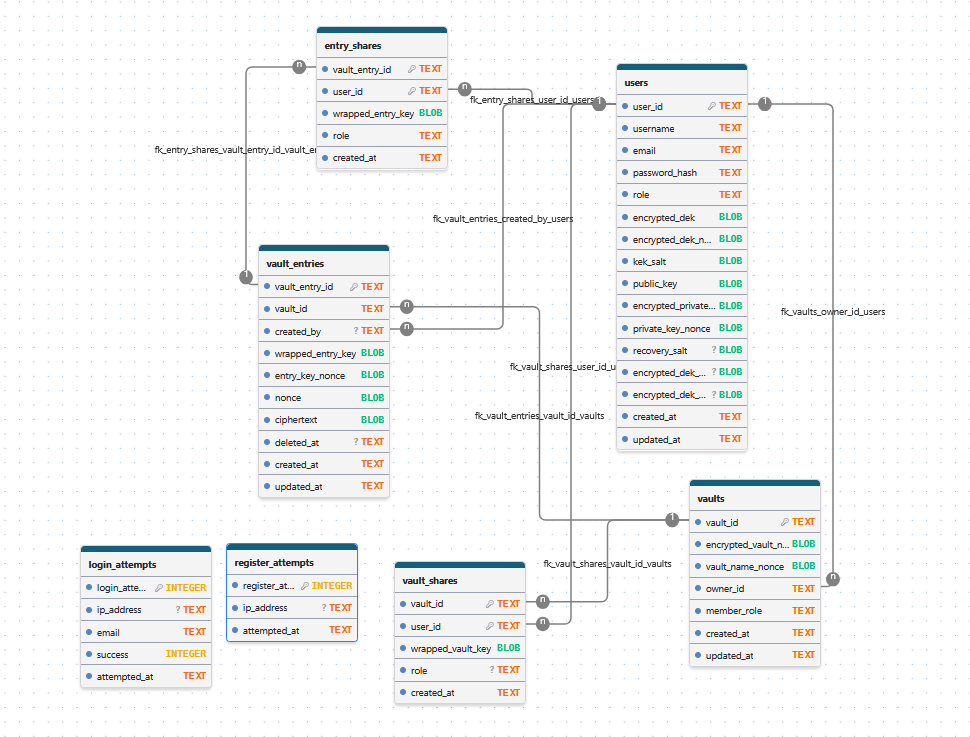 entry_shares
vault_entry_id TEXT
user_id TEXT
wrapped_entry_key BLOB
role TEXT
created_at TEXT
n
n
fk_entry_shares_user_id_users
1
fk_entry_shares_vault_entry_id_vault_en
users
user_id TEXT
username TEXT
email TEXT
password_hash TEXT
role TEXT
encrypted_dek BLOB
encrypted_dek_n... BLOB
kek_salt BLOB
public_key BLOB
encrypted_private... BLOB
private_key_nonce BLOB
recovery_salt ? BLOB
encrypted_dek_... ? BLOB
encrypted_dek_... ? BLOB
created_at TEXT
updated_at TEXT
1
fk_vault_entries_created_by_users
1
vault_entries
vault_entry_id TEXT
vault_id TEXT
created_by ? TEXT
wrapped_entry_key BLOB
entry_key_nonce BLOB
nonce BLOB
ciphertext BLOB
deleted_at ? TEXT
created_at TEXT
updated_at TEXT
n
n
fk_vaults_owner_id_users
fk_vault_shares_user_id_u
fk_vault_entries_vault_id_vaults
vaults
vault_id TEXT
encrypted_vault_n... BLOB
vault_name_nonce BLOB
owner_id TEXT
member_role TEXT
created_at TEXT
updated_at TEXT
1
n
fk_vault_shares_vault_id_vaults
login_attempts
login_atte... INTEGER
ip_address ? TEXT
email TEXT
success INTEGER
attempted_at TEXT
register_attempts
register_at... INTEGER
ip_address ? TEXT
attempted_at TEXT
vault_shares
vault_id TEXT
user_id TEXT
wrapped_vault_key BLOB
role ? TEXT
created_at TEXT
n
n